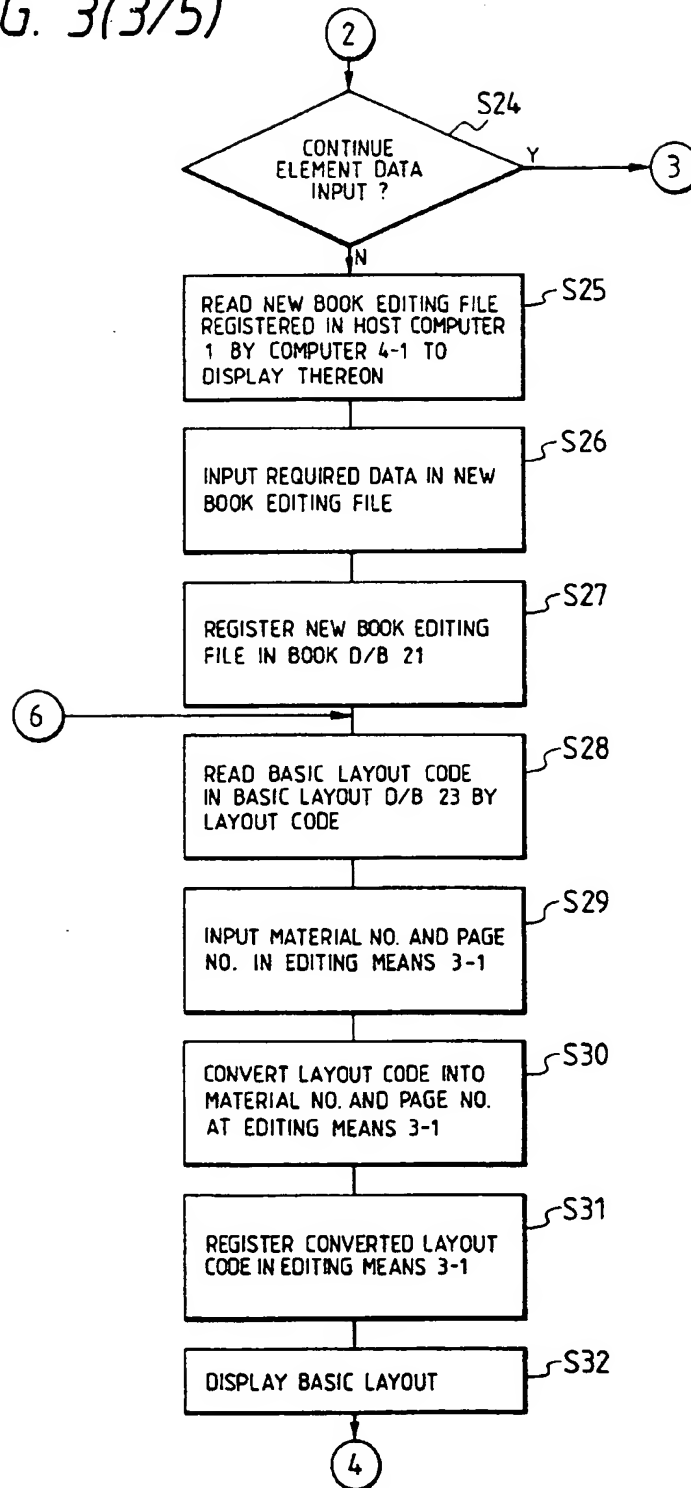 G. 3(3/5)
2
S24
CONTINUE
ELEMENT DATA
INPUT ?
Y
3
N
S25
READ NEW BOOK EDITING FILE
REGISTERED IN HOST COMPUTER
1 BY COMPUTER 4-1 TO
DISPLAY THEREON
S26
INPUT REQUIRED DATA IN NEW
BOOK EDITING FILE
S27
REGISTER NEW BOOK EDITING
FILE IN BOOK D/B 21
6
S28
READ BASIC LAYOUT CODE
IN BASIC LAYOUT D/B 23 BY
LAYOUT CODE
S29
INPUT MATERIAL NO. AND PAGE
NO. IN EDITING MEANS 3-1
S30
CONVERT LAYOUT CODE INTO
MATERIAL NO. AND PAGE NO.
AT EDITING MEANS 3-1
S31
REGISTER CONVERTED LAYOUT
CODE IN EDITING MEANS 3-1
S32
DISPLAY BASIC LAYOUT
4